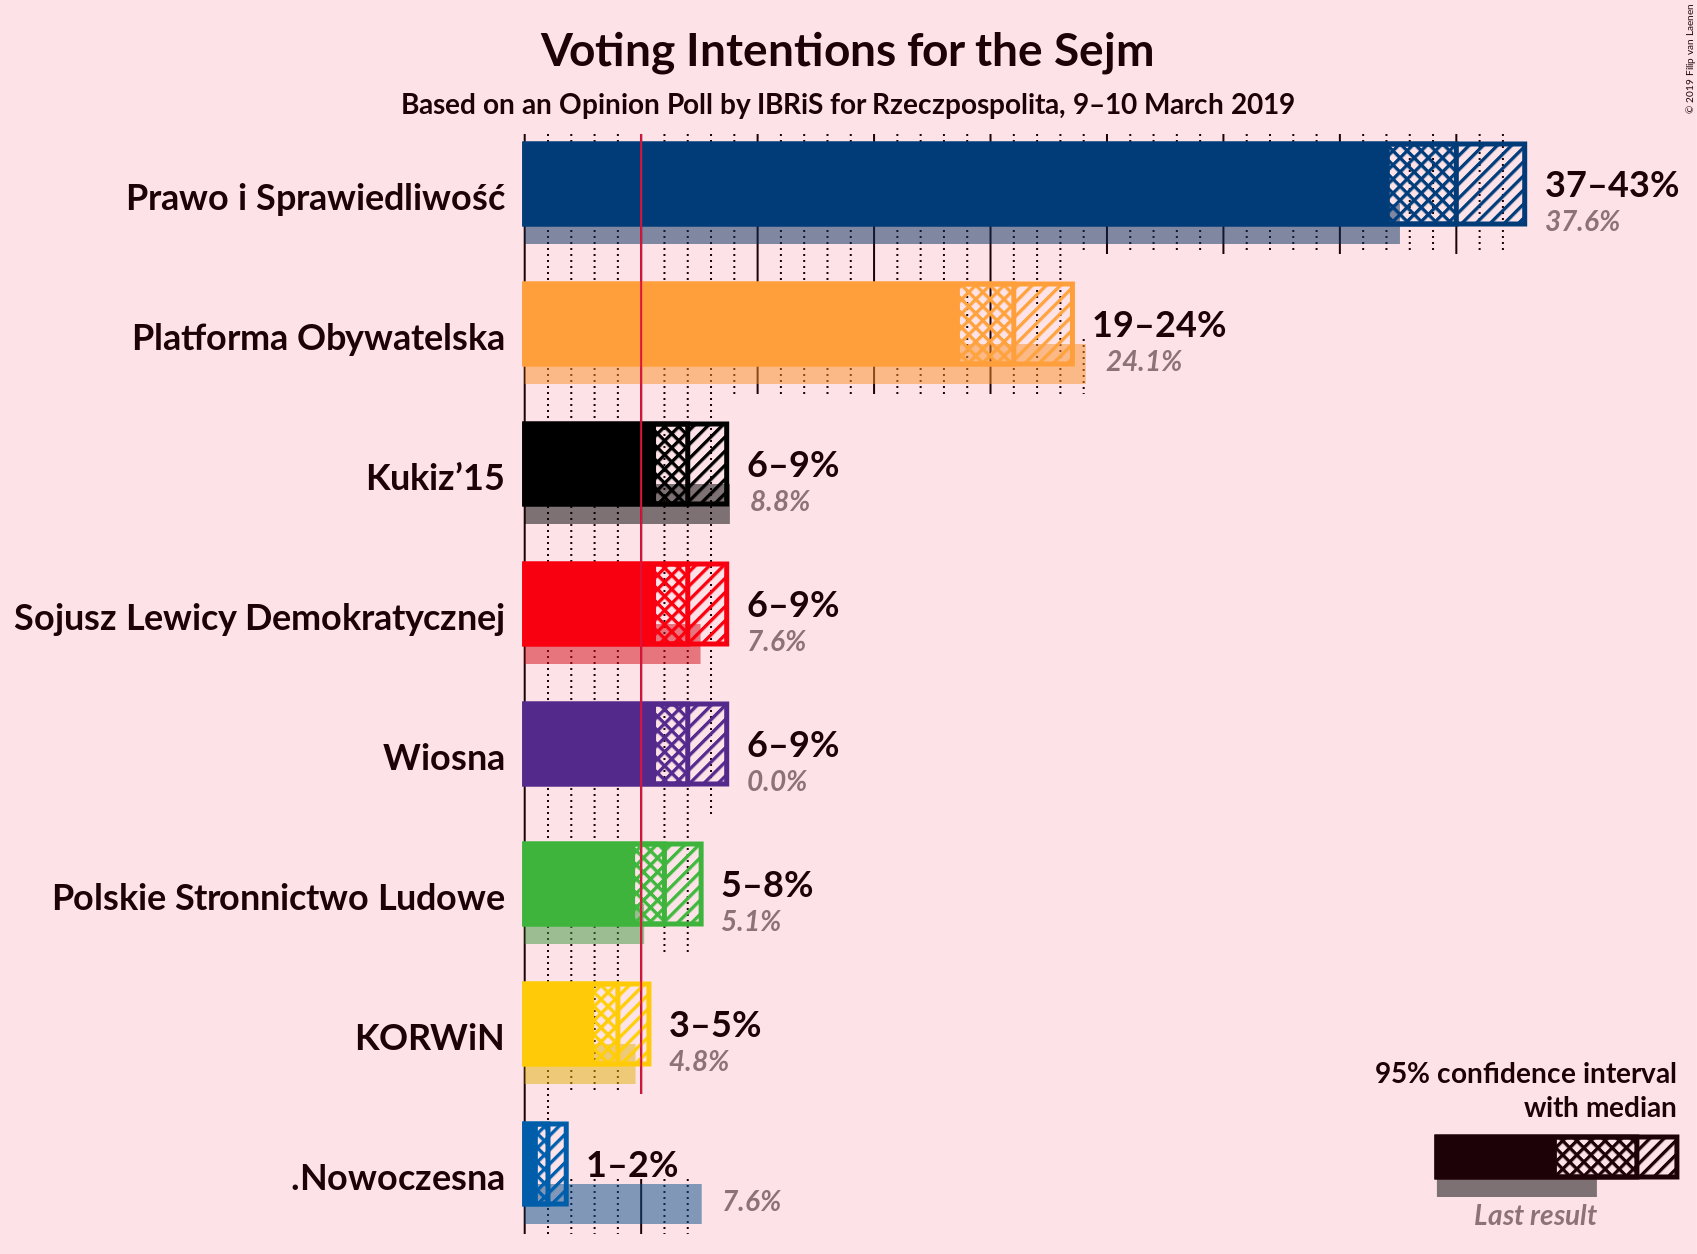 Voting Intentions for the Sejm
Based on an Opinion Poll by IBRiS for Rzeczpospolita, 9–10 March 2019
© 2019 Filip van Laenen
Prawo i Sprawiedliwość
37–43%
37.6%
Platforma Obywatelska
19–24%
24.1%
Kukiz’15
6–9%
8.8%
Sojusz Lewicy Demokratycznej
6–9%
7.6%
Wiosna
6–9%
0.0%
Polskie Stronnictwo Ludowe
5–8%
5.1%
KORWiN
3–5%
4.8%
.Nowoczesna
1–2%
7.6%
95% confidence interval
with median
Last result